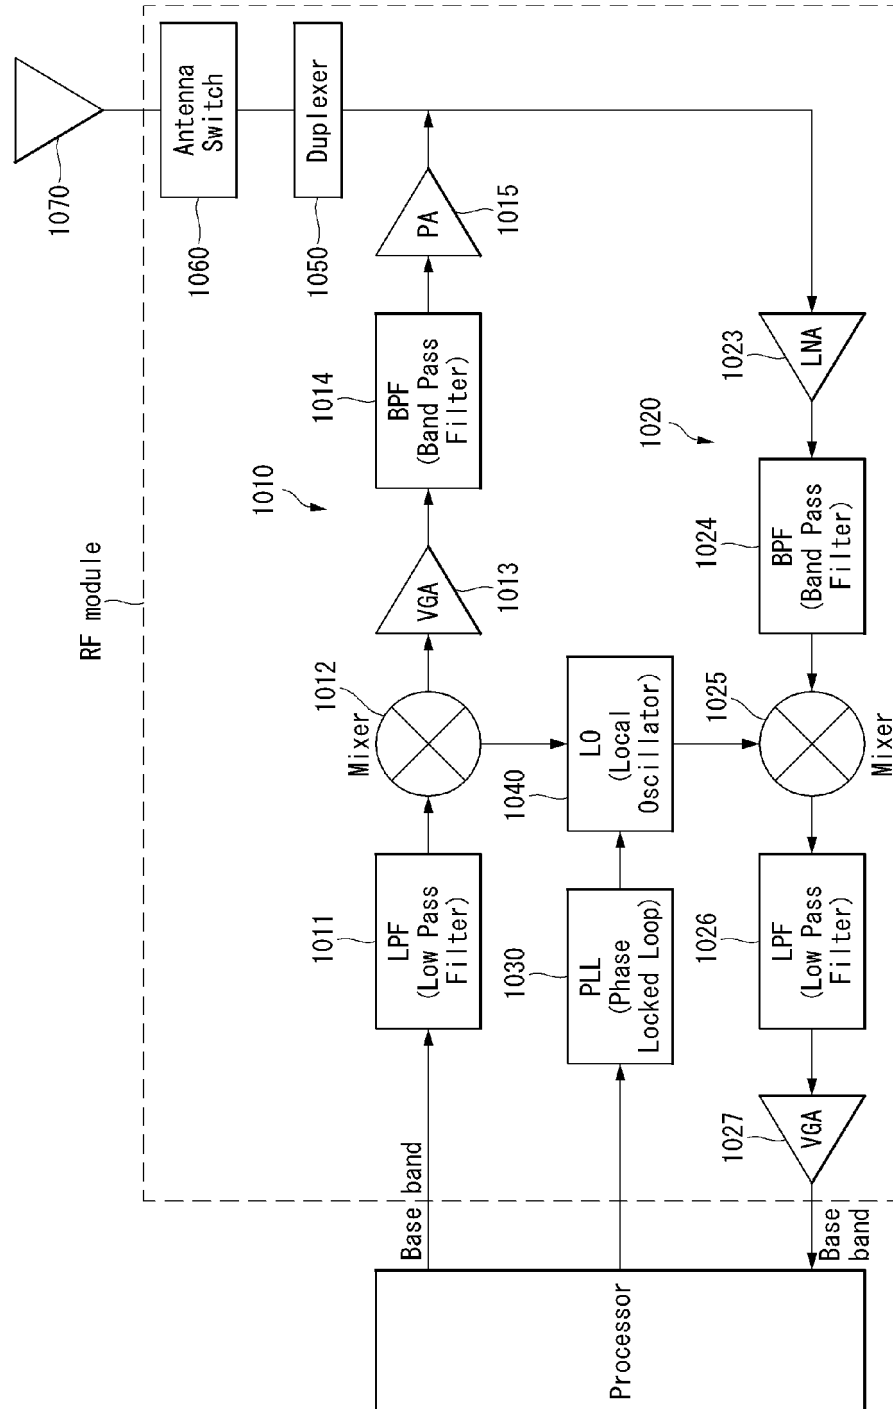 RF module
1070
Antenna
Switch
1060
Duplexer
1050
1010
PA
1015
BPF
(Band Pass
Filter)
1014
VGA
1013
Mixer
1012
LPF
(Low Pass
Filter)
1011
Base band
LO
(Local
Oscillator)
1040
PLL
(Phase
Locked Loop)
1030
1020
LNA
1023
BPF
(Band Pass
Filter)
1024
Mixer
1025
LPF
(Low Pass
Filter)
1026
VGA
1027
Base
band
Processor